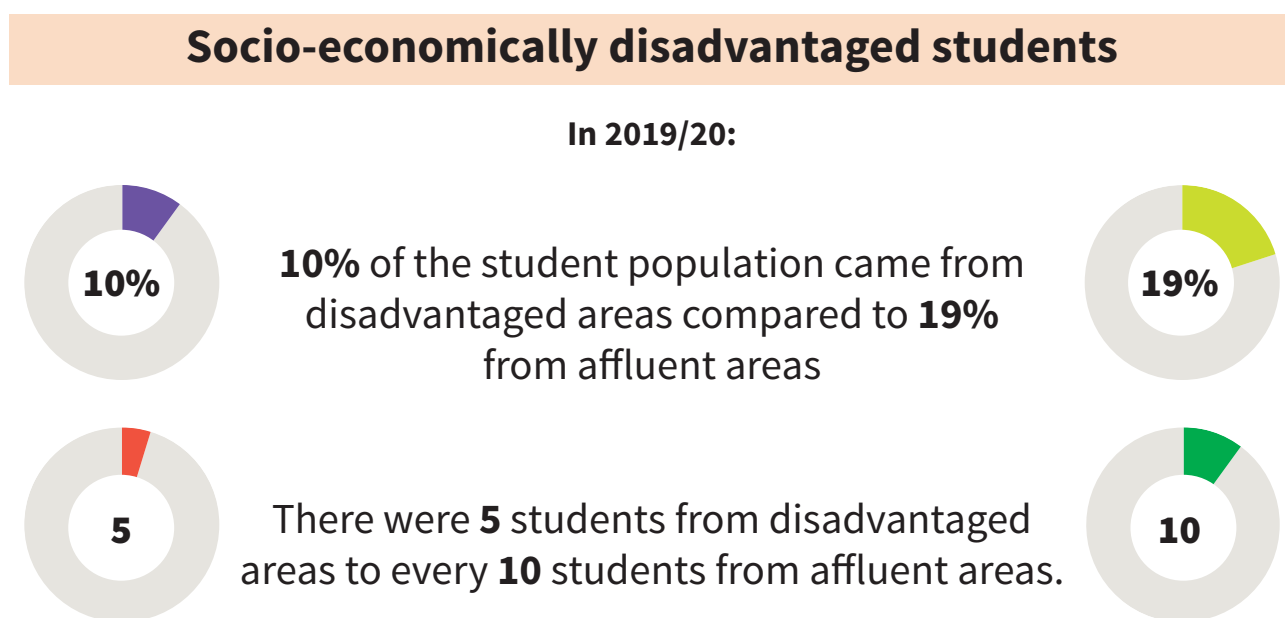 Socio-economically disadvantaged students
In 2019/20:
10%
10% of the student population came from
disadvantaged areas compared to 19%
from affluent areas
19%
5
There were 5 students from disadvantaged
areas to every 10 students from affluent areas.
10